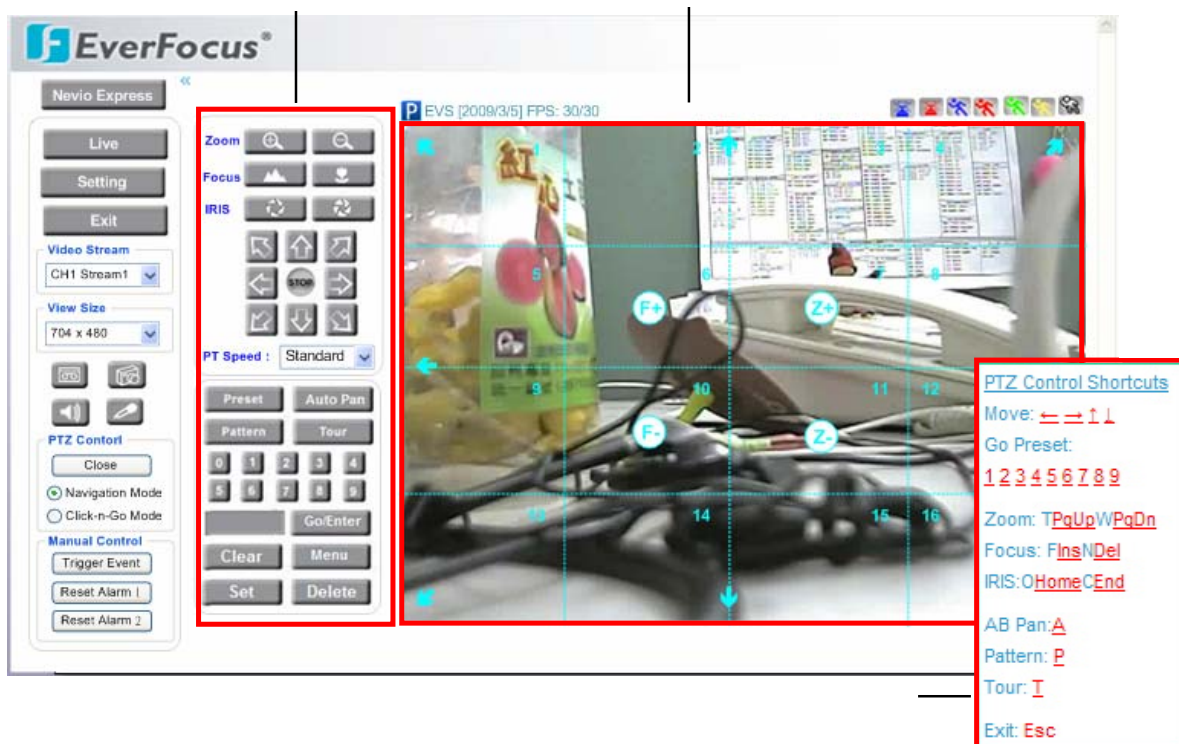 EverFocus®
Nevio Express
«
Live
Setting
Exit
Video Stream
CH1 Stream1
View Size
704 x 480
PTZ Contorl
Close
Navigation Mode
Click-n-Go Mode
Manual Control
Trigger Event
Reset Alarm 1
Reset Alarm 2
Zoom
Focus
IRIS
STOP
PT Speed : Standard
Preset Auto Pan
Pattern Tour
0 1 2 3 4
5 6 7 8 9
Go/Enter
Clear Menu
Set Delete
P EVS [2009/3/5] FPS: 30/30
1 2 3 4
5 6 7 8
F+ Z+
9 10 11 12
F- Z-
13 14 15 16
PTZ Control Shortcuts
Move: ← → ↑ ↓
Go Preset:
1 2 3 4 5 6 7 8 9
Zoom: TPgUpWPgDn
Focus: FInsNDel
IRIS:OHomeCEnd
AB Pan:A
Pattern: P
Tour: T
Exit: Esc